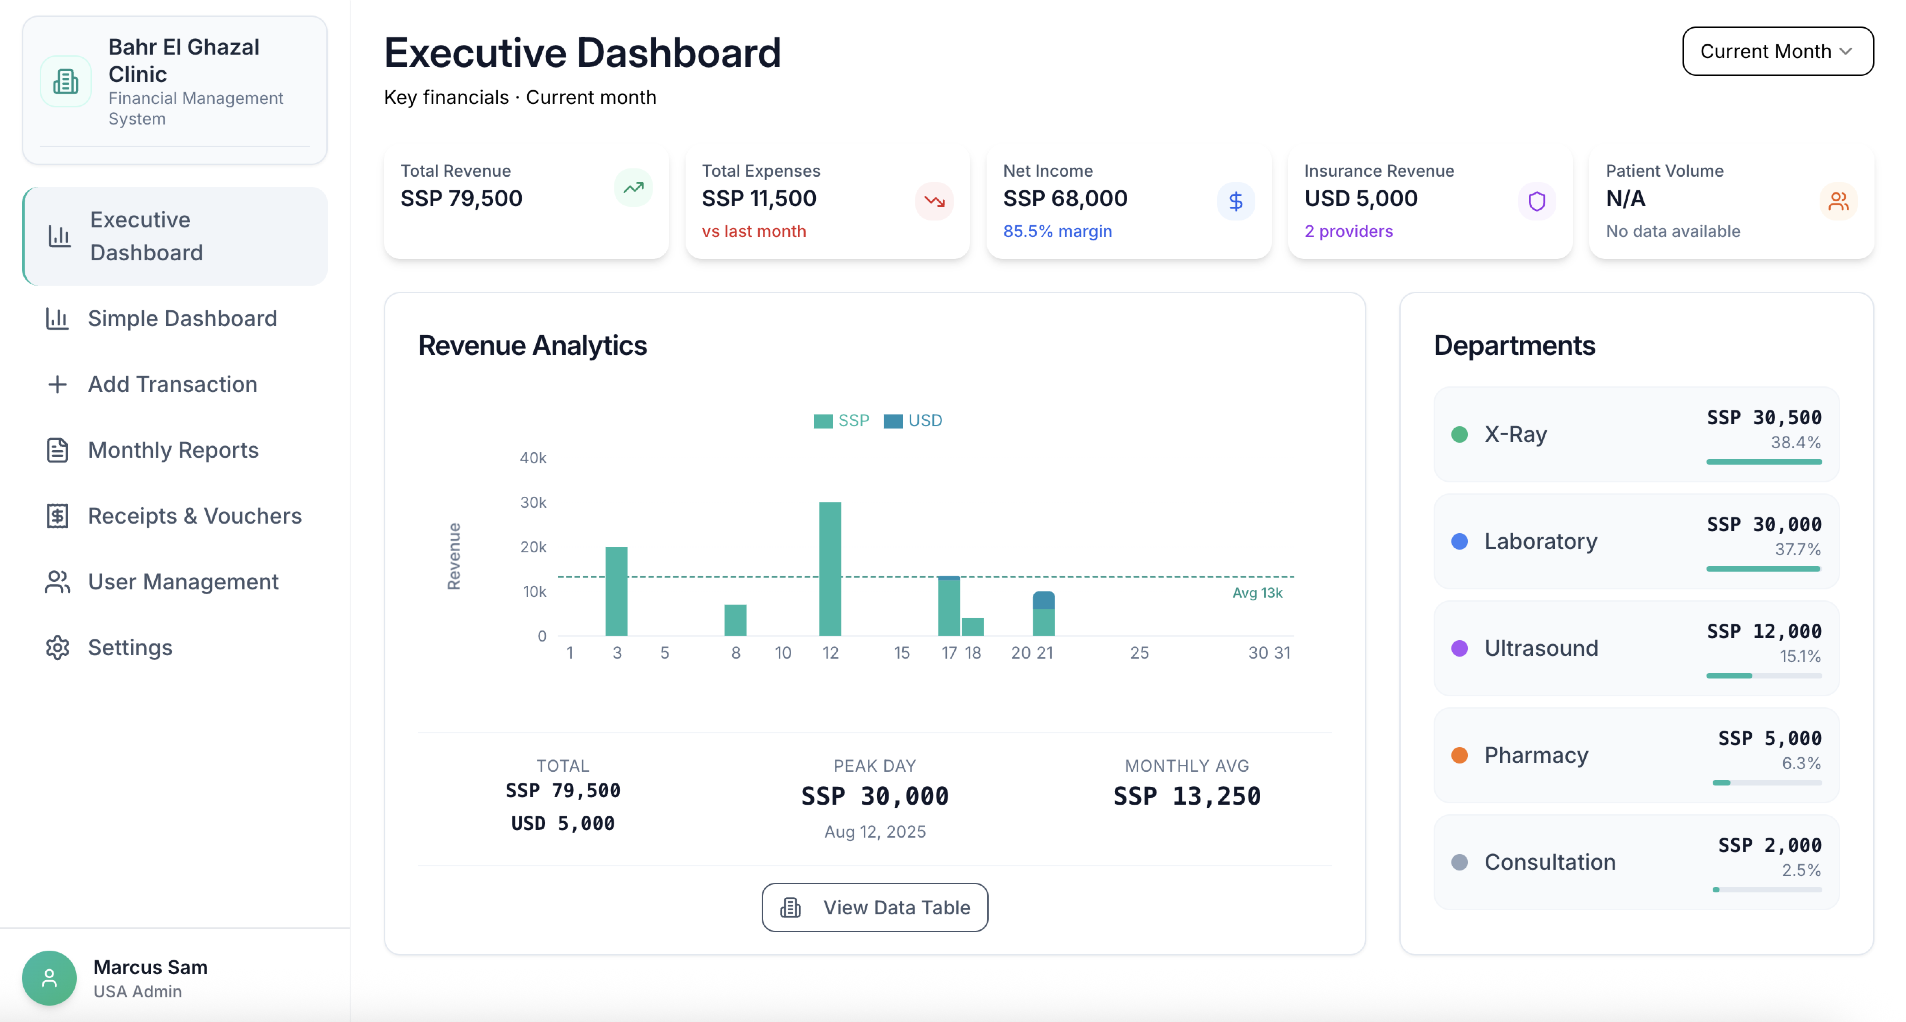 Bahr El Ghazal
Clinic
Financial Management
System
Executive
Dashboard
Simple Dashboard
Add Transaction
Monthly Reports
Receipts & Vouchers
User Management
Settings
Marcus Sam
USA Admin
Executive Dashboard
Key financials · Current month
Current Month
Total Revenue
SSP 79,500
Total Expenses
SSP 11,500
vs last month
Net Income
SSP 68,000
85.5% margin
Insurance Revenue
USD 5,000
2 providers
Patient Volume
N/A
No data available
Revenue Analytics
SSP USD
Revenue
40k
30k
20k
10k
0
Avg 13k
1 3 5 8 10 12 15 17 18 20 21 25 30 31
TOTAL
SSP 79,500
USD 5,000
PEAK DAY
SSP 30,000
Aug 12, 2025
MONTHLY AVG
SSP 13,250
View Data Table
Departments
X-Ray
SSP 30,500
38.4%
Laboratory
SSP 30,000
37.7%
Ultrasound
SSP 12,000
15.1%
Pharmacy
SSP 5,000
6.3%
Consultation
SSP 2,000
2.5%